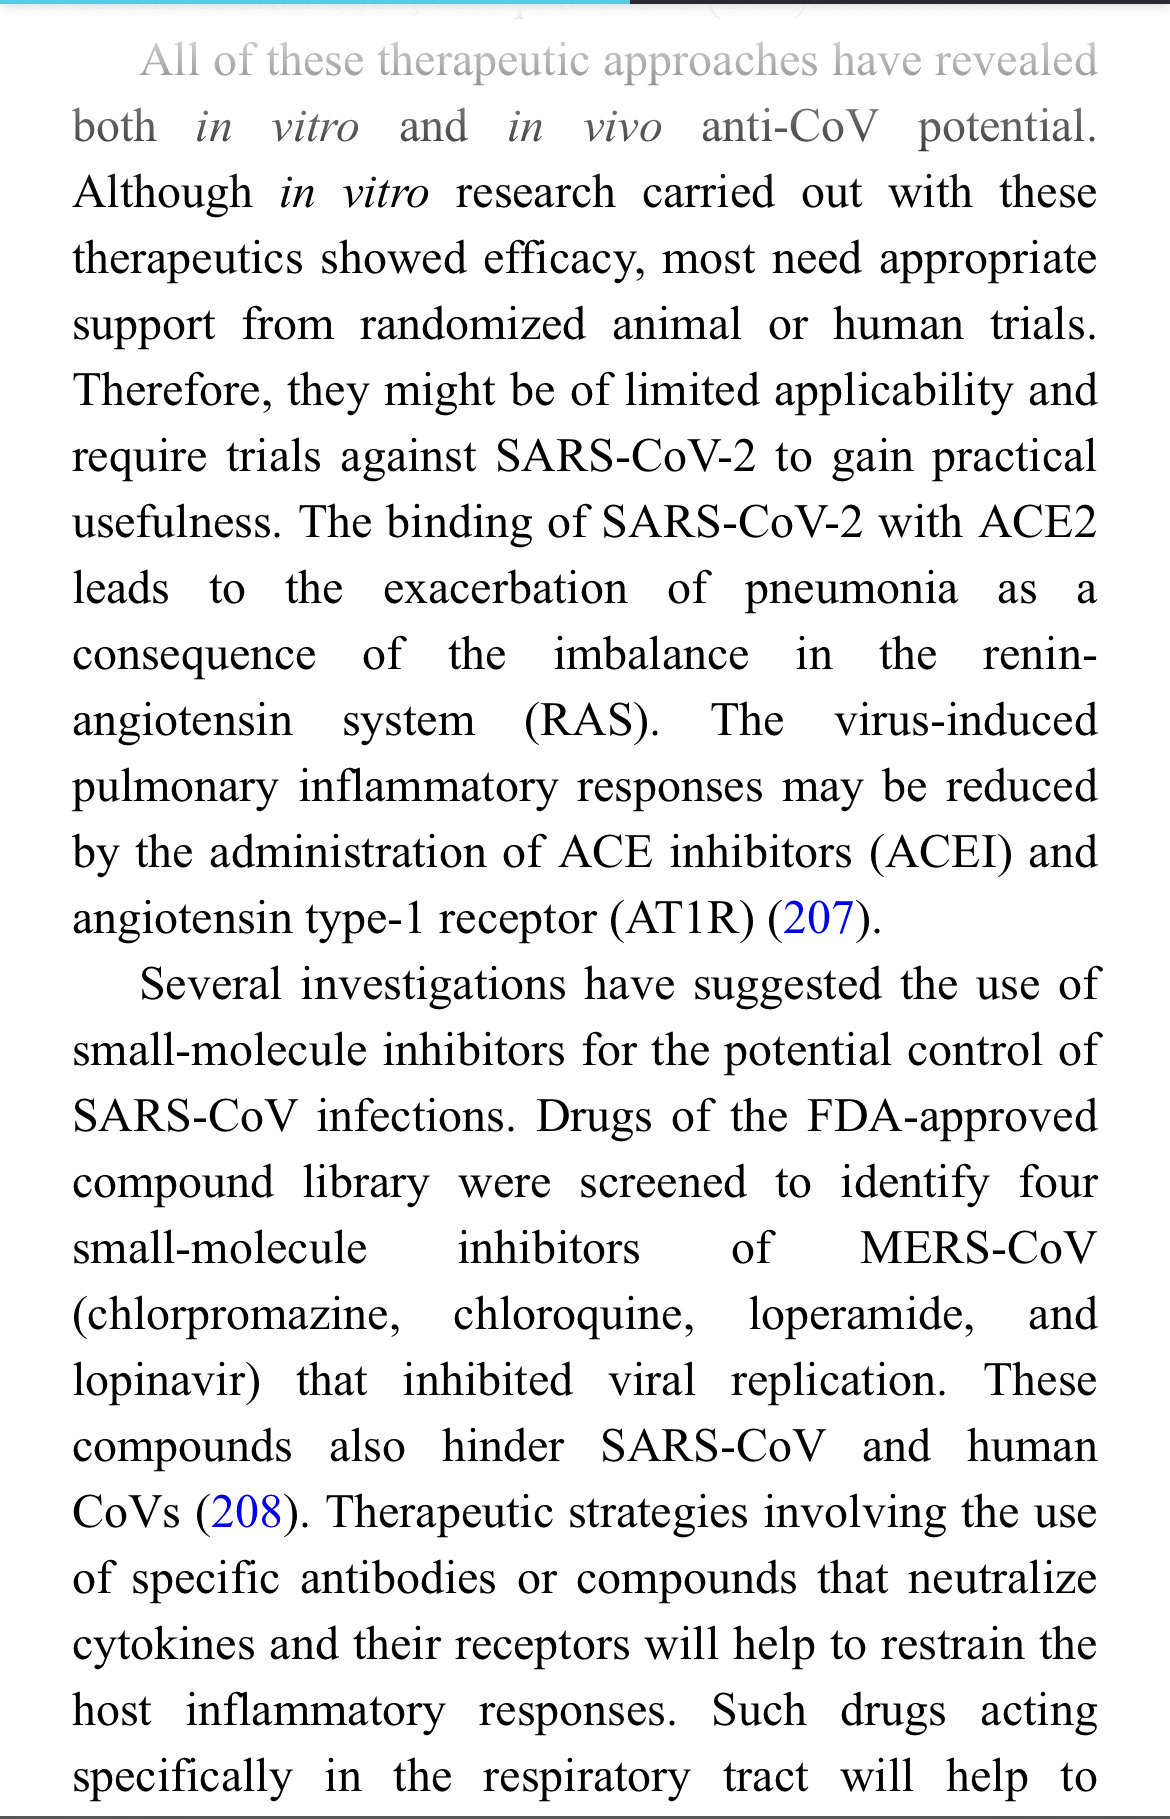 All of these therapeutic approaches have revealed
both in vitro and in vivo anti-CoV potential.
Although in vitro research carried out with these
therapeutics showed efficacy, most need appropriate
support from randomized animal or human trials.
Therefore, they might be of limited applicability and
require trials against SARS-CoV-2 to gain practical
usefulness. The binding of SARS-CoV-2 with ACE2
leads to the exacerbation of pneumonia as a
consequence of the imbalance in the renin-
angiotensin system (RAS). The virus-induced
pulmonary inflammatory responses may be reduced
by the administration of ACE inhibitors (ACEI) and
angiotensin type-1 receptor (AT1R) (207).
Several investigations have suggested the use of
small-molecule inhibitors for the potential control of
SARS-CoV infections. Drugs of the FDA-approved
compound library were screened to identify four
small-molecule inhibitors of MERS-CoV
(chlorpromazine, chloroquine, loperamide, and
lopinavir) that inhibited viral replication. These
compounds also hinder SARS-CoV and human
CoVs (208). Therapeutic strategies involving the use
of specific antibodies or compounds that neutralize
cytokines and their receptors will help to restrain the
host inflammatory responses. Such drugs acting
specifically in the respiratory tract will help to